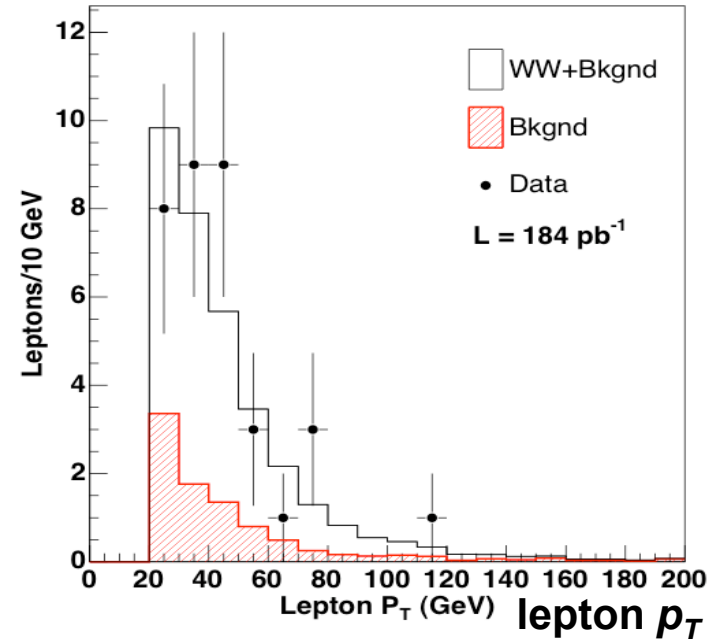 12
10
8
6
4
2
0
Leptons/10 GeV
WW+Bkgnd
Bkgnd
Data
L = 184 pb⁻¹
0 20 40 60 80 100 120 140 160 180 200
Lepton P_T (GeV)
lepton p_T